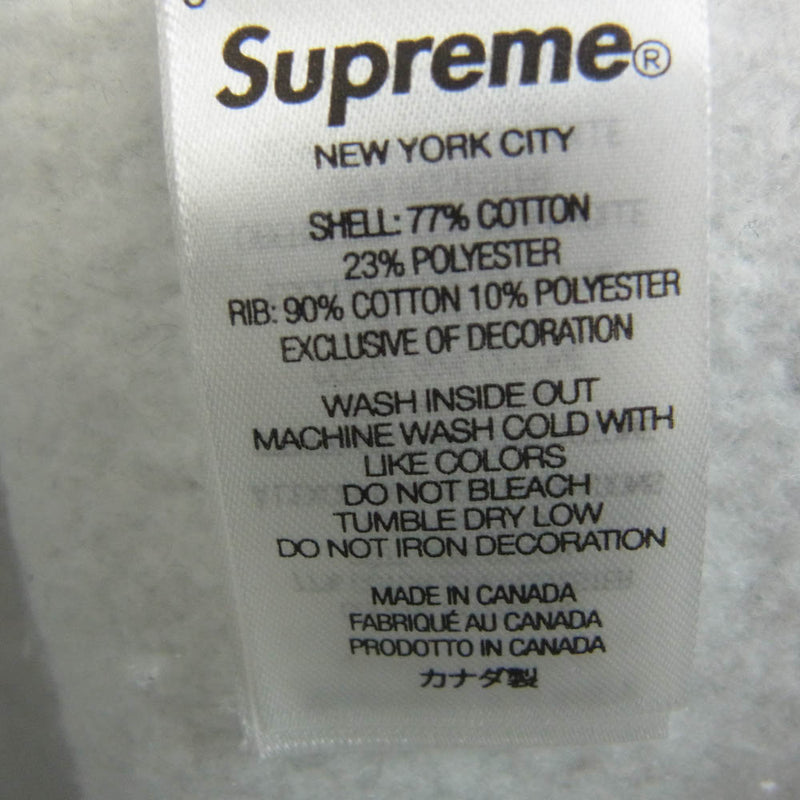 Supreme®
NEW YORK CITY
SHELL: 77% COTTON
23% POLYESTER
RIB: 90% COTTON 10% POLYESTER
EXCLUSIVE OF DECORATION
WASH INSIDE OUT
MACHINE WASH COLD WITH
LIKE COLORS
DO NOT BLEACH
TUMBLE DRY LOW
DO NOT IRON DECORATION
MADE IN CANADA
FABRIQUÉ AU CANADA
PRODOTTO IN CANADA
カナダ製